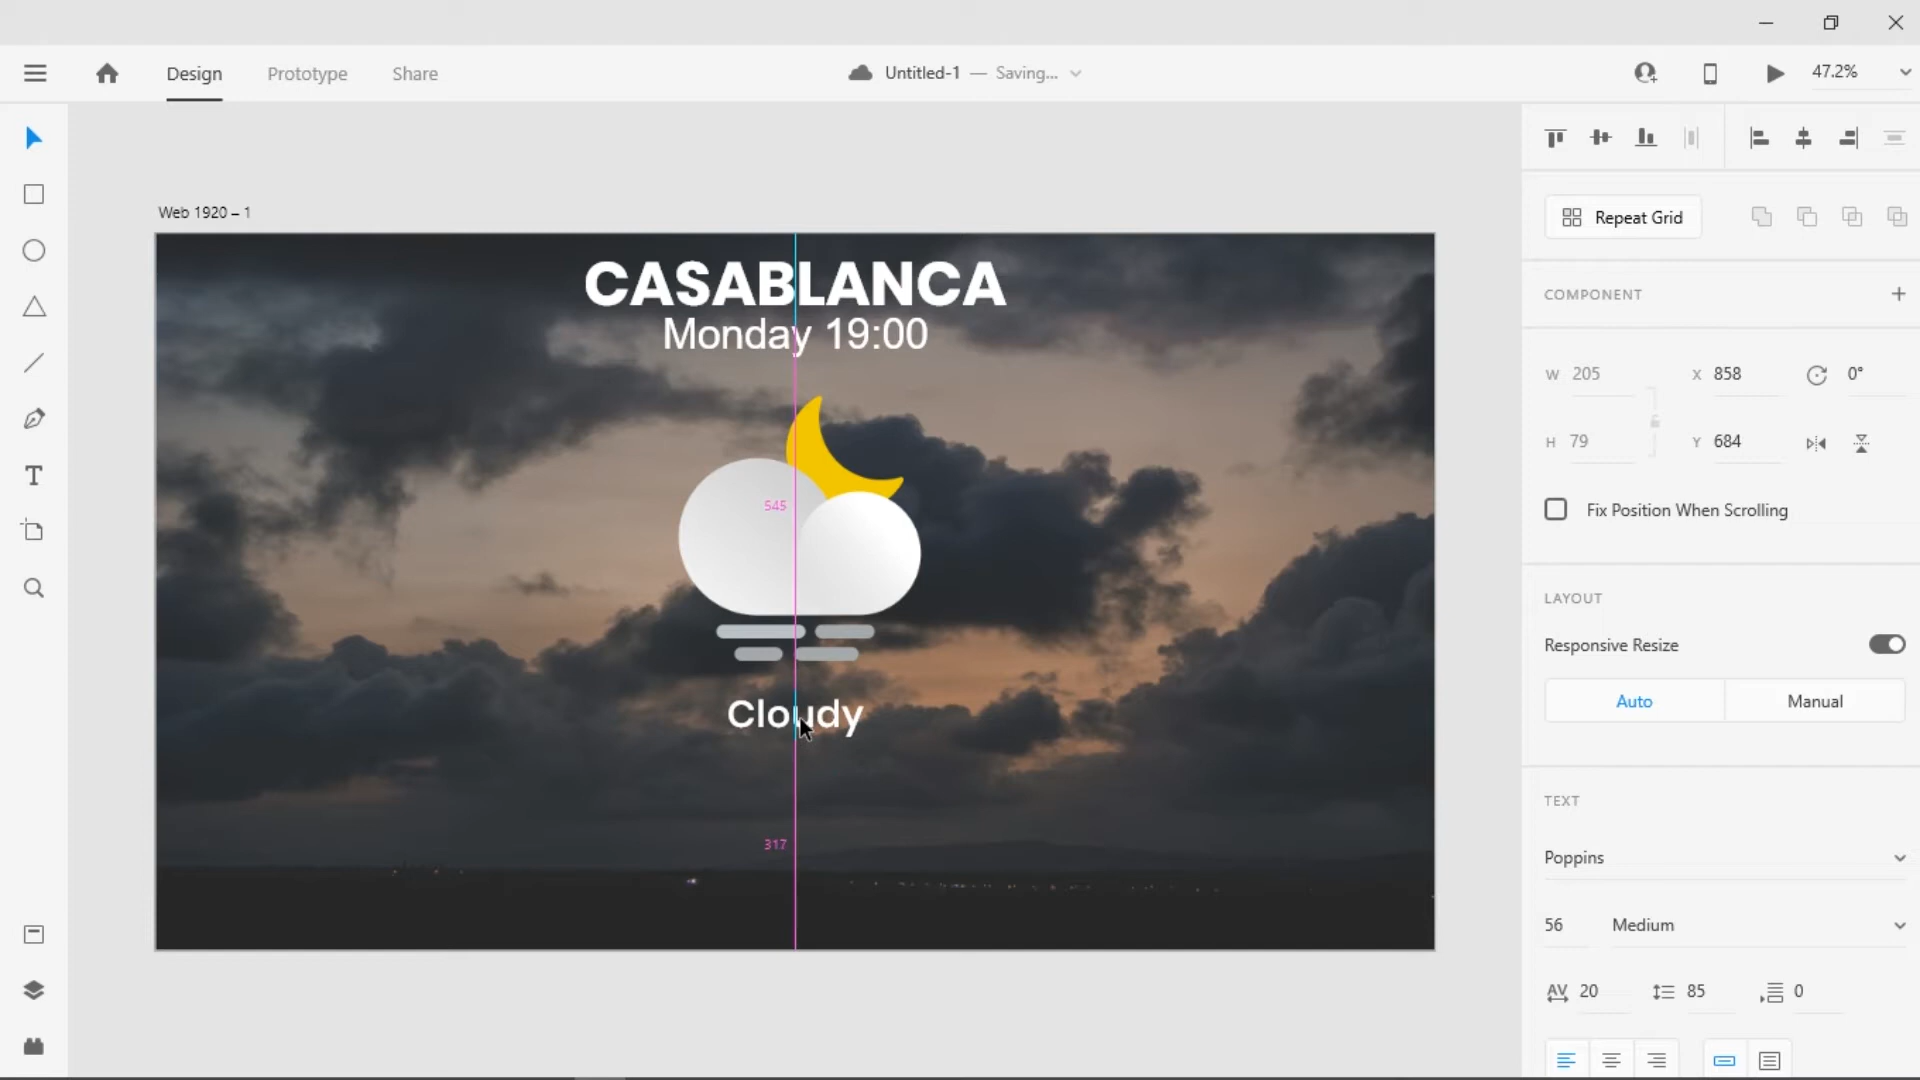 Design Prototype Share
Untitled-1 — Saving...
47.2%
Web 1920 – 1
CASABLANCA
Monday 19:00
545
Cloudy
317
Repeat Grid
COMPONENT
W 205 X 858 0°
H 79 Y 684
Fix Position When Scrolling
LAYOUT
Responsive Resize
Auto Manual
TEXT
Poppins
56 Medium
AV 20 85 0
T